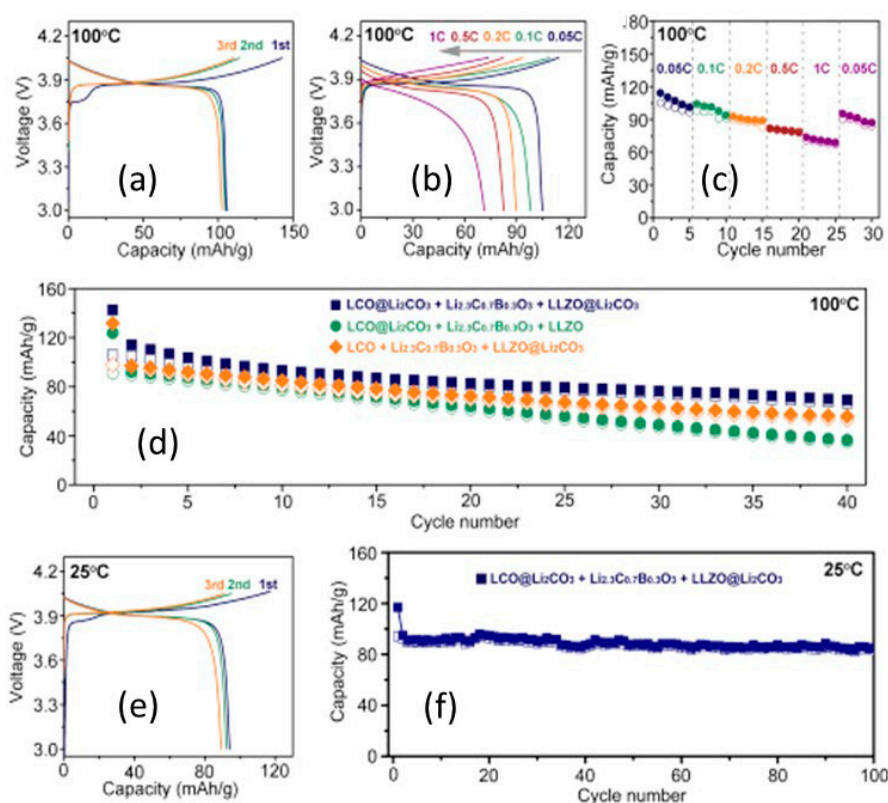 100°C
3rd 2nd 1st
4.2
3.9
3.6
3.3
3.0
Voltage (V)
(a)
0 50 100 150
Capacity (mAh/g)
100°C
1C 0.5C 0.2C 0.1C 0.05C
4.2
3.9
3.6
3.3
3.0
Voltage (V)
(b)
0 30 60 90 120
Capacity (mAh/g)
100°C
0.05C 0.1C 0.2C 0.5C 1C 0.05C
180
150
120
90
60
30
0
Capacity (mAh/g)
(c)
0 5 10 15 20 25 30
Cycle number
160
120
80
40
0
Capacity (mAh/g)
100°C
LCO@Li₂CO₃ + Li₂.₃C₀.₇B₀.₃O₃ + LLZO@Li₂CO₃
LCO@Li₂CO₃ + Li₂.₃C₀.₇B₀.₃O₃ + LLZO
LCO + Li₂.₃C₀.₇B₀.₃O₃ + LLZO@Li₂CO₃
(d)
0 5 10 15 20 25 30 35 40
Cycle number
25°C
3rd 2nd 1st
4.2
3.9
3.6
3.3
3.0
Voltage (V)
(e)
0 40 80 120
Capacity (mAh/g)
160
120
80
40
0
Capacity (mAh/g)
LCO@Li₂CO₃ + Li₂.₃C₀.₇B₀.₃O₃ + LLZO@Li₂CO₃
25°C
(f)
0 20 40 60 80 100
Cycle number